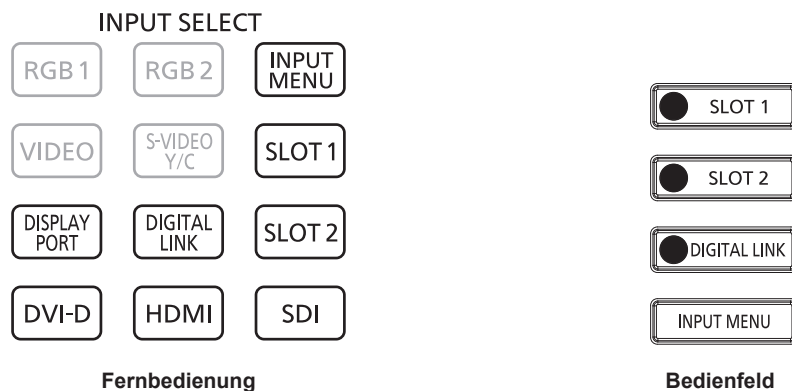 INPUT SELECT
RGB 1
RGB 2
INPUT
MENU
VIDEO
S-VIDEO
Y/C
SLOT 1
DISPLAY
PORT
DIGITAL
LINK
SLOT 2
DVI-D
HDMI
SDI
Fernbedienung
SLOT 1
SLOT 2
DIGITAL LINK
INPUT MENU
Bedienfeld